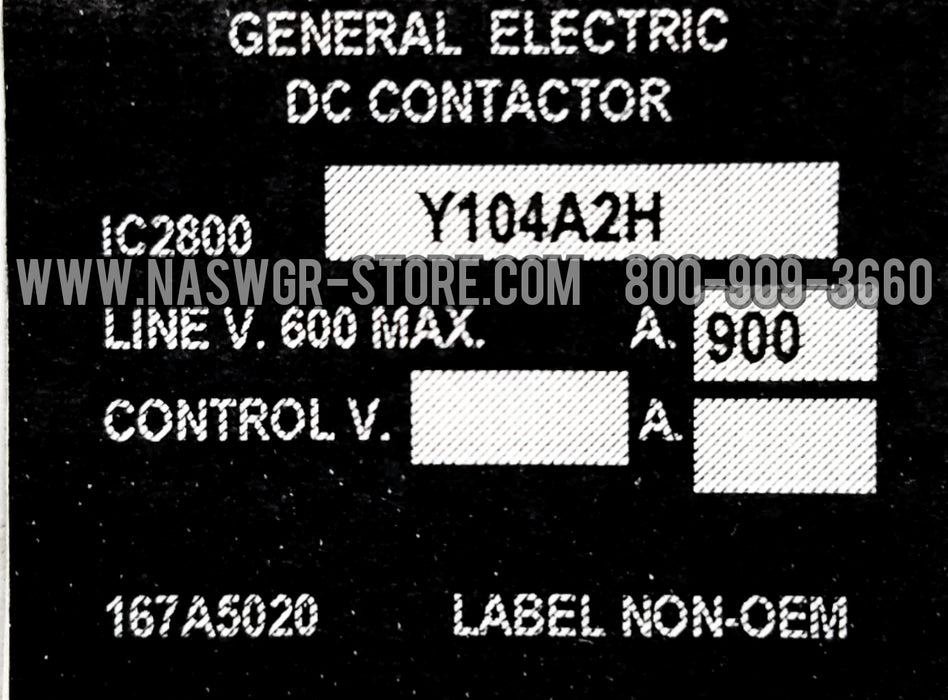 GENERAL ELECTRIC
DC CONTACTOR
IC2800 Y104A2H
WWW.NASWGR-STORE.COM 800-909-3660
LINE V. 600 MAX. A. 900
CONTROL V. A.
167A5020 LABEL NON-OEM